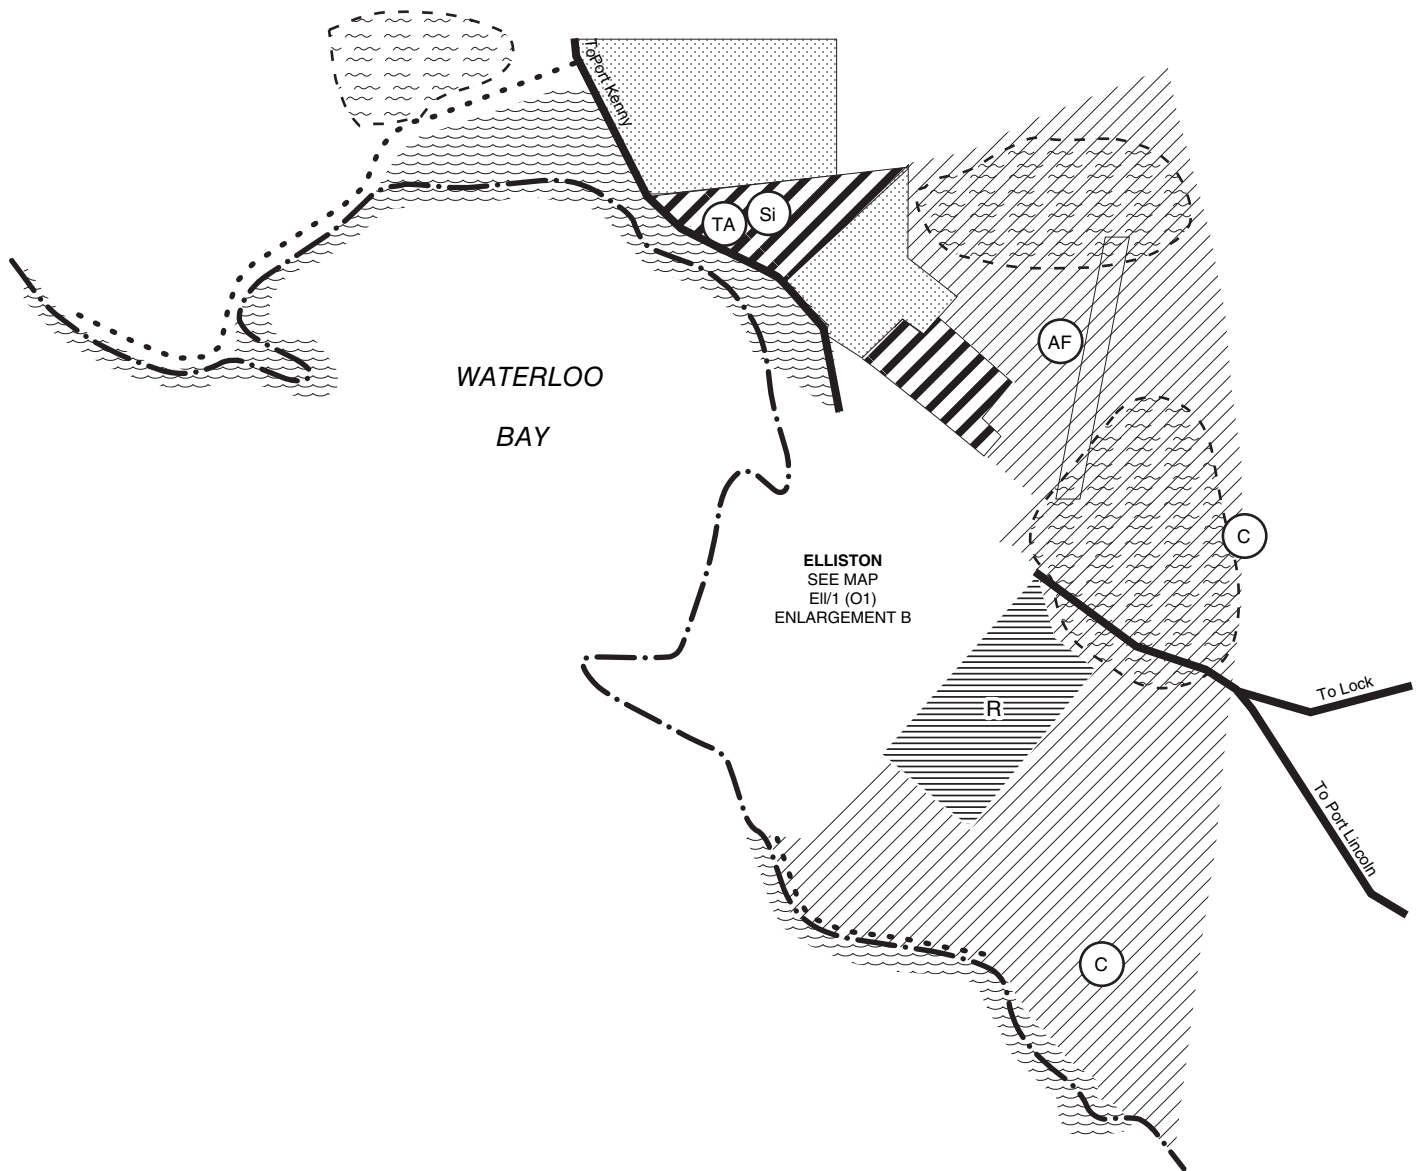 To Port Kenny
TA
Si
AF
WATERLOO
BAY
C
ELLISTON
SEE MAP
Ell/1 (O1)
ENLARGEMENT B
To Lock
R
To Port Lincoln
C